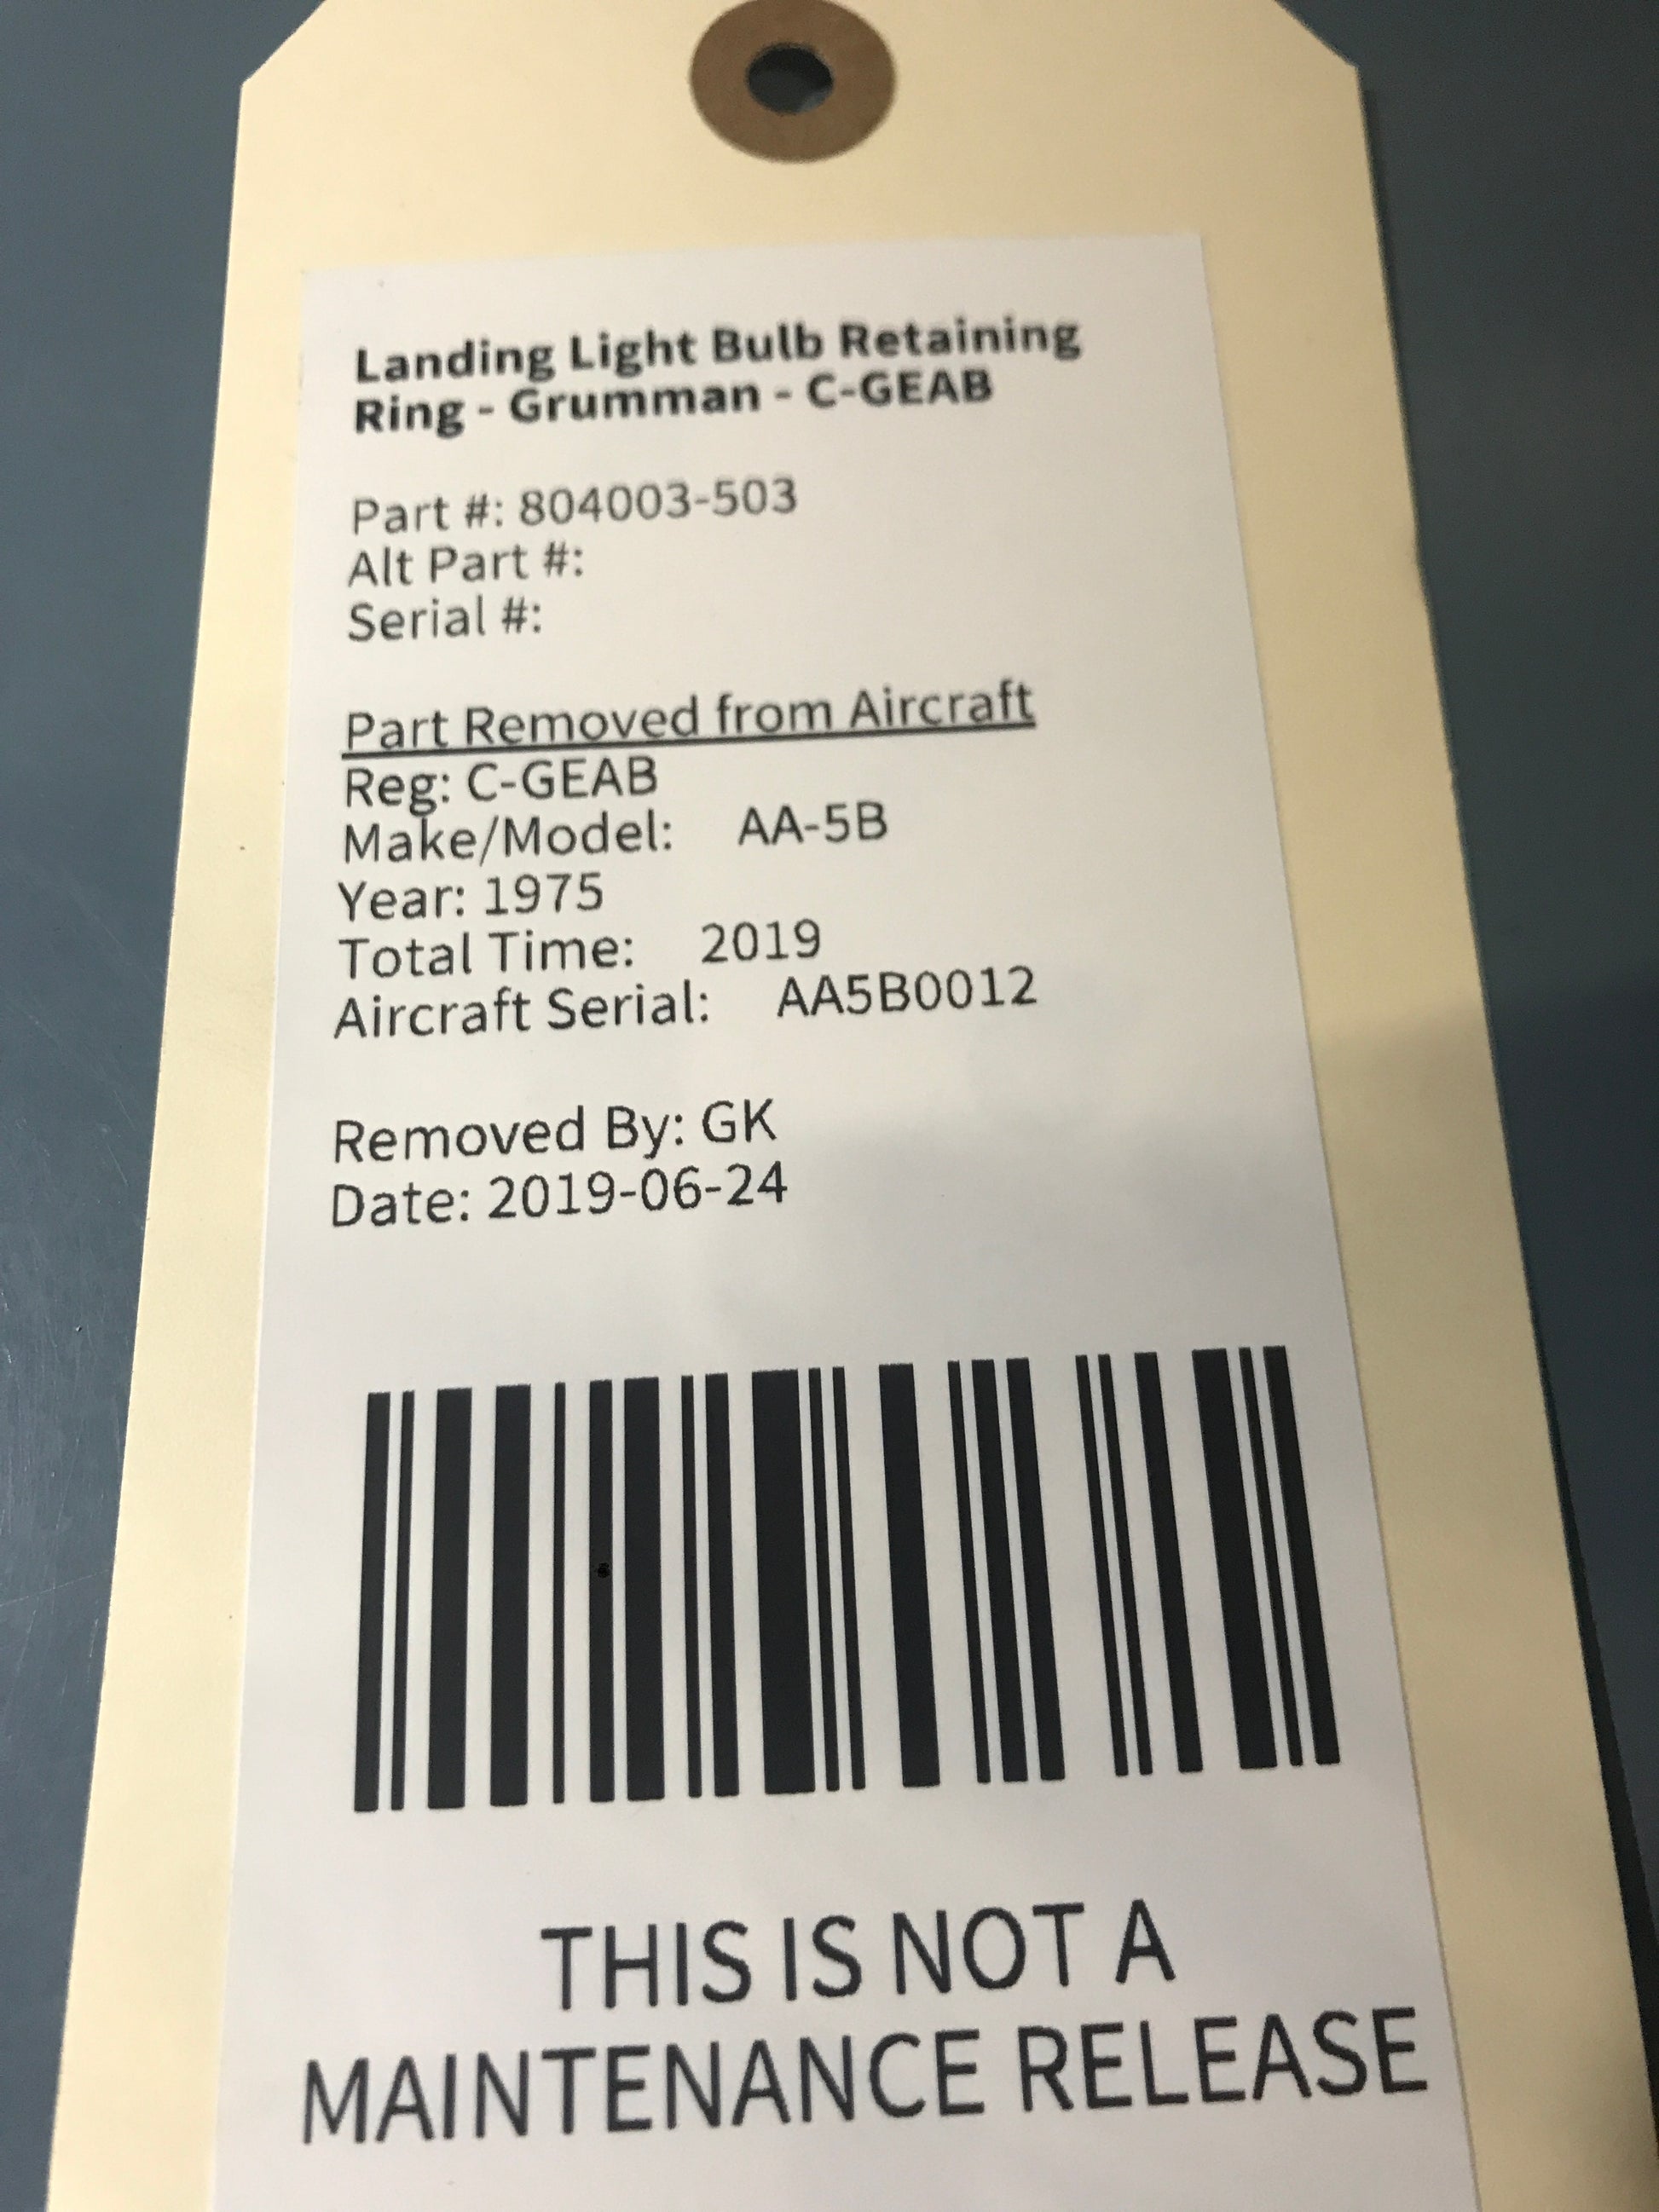 Landing Light Bulb Retaining
Ring - Grumman - C-GEAB
Part #: 804003-503
Alt Part #:
Serial #:
Part Removed from Aircraft
Reg: C-GEAB
Make/Model: AA-5B
Year: 1975
Total Time: 2019
Aircraft Serial: AA5B0012
Removed By: GK
Date: 2019-06-24
THIS IS NOT A
MAINTENANCE RELEASE